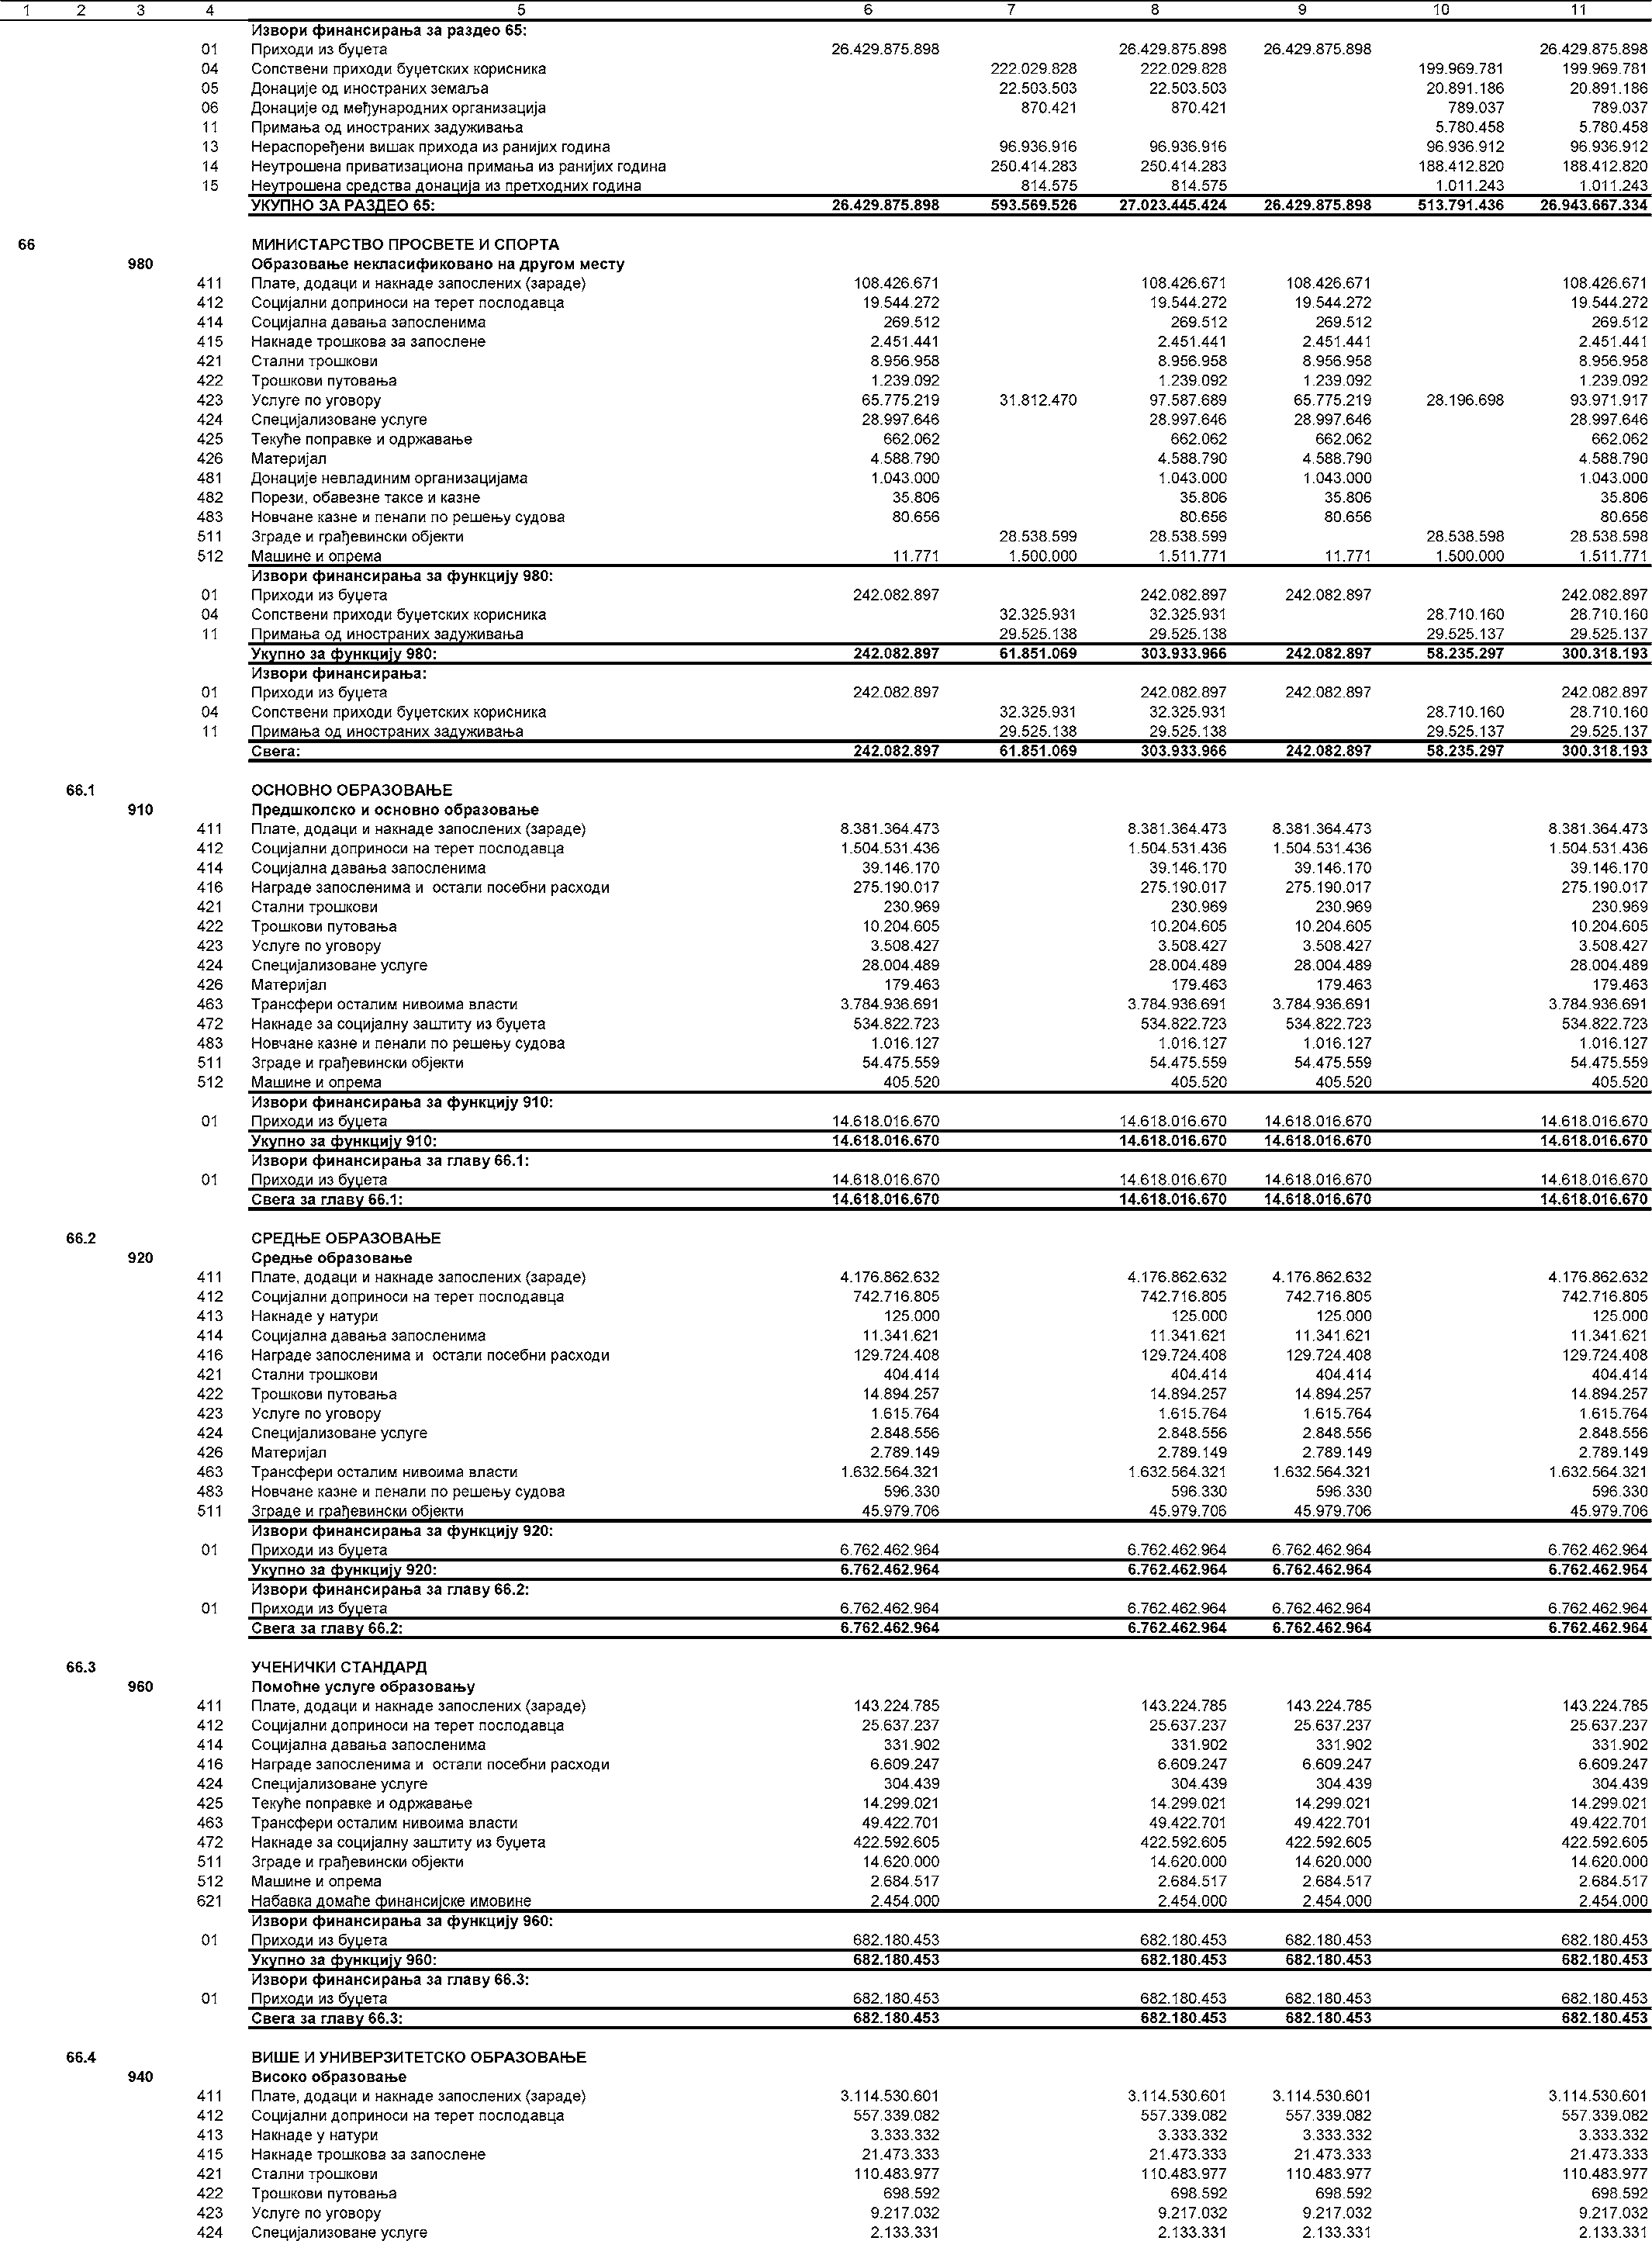 1 2 3 4 5 6 7 8 9 10 11
Извори финансирања за раздео 65:
01 Приходи из буџета 26.429.875.898 26.429.875.898 26.429.875.898 26.429.875.898
04 Сопствени приходи буџетских корисника 222.029.828 222.029.828 199.969.781 199.969.781
05 Донације од иностраних земаља 22.503.503 22.503.503 20.891.186 20.891.186
06 Донације од међународних организација 870.421 870.421 789.037 789.037
11 Примања од иностраних задуживања 5.780.458 5.780.458
13 Нераспоређени вишак прихода из ранијих година 96.936.916 96.936.916 96.936.912 96.936.912
14 Неутрошена приватизациона примања из ранијих година 250.414.283 250.414.283 188.412.820 188.412.820
15 Неутрошена средства донација из претходних година 814.575 814.575 1.011.243 1.011.243
УКУПНО ЗА РАЗДЕО 65: 26.429.875.898 593.569.526 27.023.445.424 26.429.875.898 513.791.436 26.943.667.334
66 МИНИСТАРСТВО ПРОСВЕТЕ И СПОРТА
980 Образовање некласификовано на другом месту
411 Плате, додаци и накнаде запослених (зараде) 108.426.671 108.426.671 108.426.671 108.426.671
412 Социјални доприноси на терет послодавца 19.544.272 19.544.272 19.544.272 19.544.272
414 Социјална давања запосленима 269.512 269.512 269.512 269.512
415 Накнаде трошкова за запослене 2.451.441 2.451.441 2.451.441 2.451.441
421 Стални трошкови 8.956.958 8.956.958 8.956.958 8.956.958
422 Трошкови путовања 1.239.092 1.239.092 1.239.092 1.239.092
423 Услуге по уговору 65.775.219 31.812.470 97.587.689 65.775.219 28.196.698 93.971.917
424 Специјализоване услуге 28.997.646 28.997.646 28.997.646 28.997.646
425 Текуће поправке и одржавање 662.062 662.062 662.062 662.062
426 Материјал 4.588.790 4.588.790 4.588.790 4.588.790
481 Донације невладиним организацијама 1.043.000 1.043.000 1.043.000 1.043.000
482 Порези, обавезне таксе и казне 35.806 35.806 35.806 35.806
483 Новчане казне и пенали по решењу судова 80.656 80.656 80.656 80.656
511 Зграде и грађевински објекти 28.538.599 28.538.599 28.538.598 28.538.598
512 Машине и опрема 11.771 1.500.000 1.511.771 11.771 1.500.000 1.511.771
Извори финансирања за функцију 980:
01 Приходи из буџета 242.082.897 242.082.897 242.082.897 242.082.897
04 Сопствени приходи буџетских корисника 32.325.931 32.325.931 28.710.160 28.710.160
11 Примања од иностраних задуживања 29.525.138 29.525.138 29.525.137 29.525.137
Укупно за функцију 980: 242.082.897 61.851.069 303.933.966 242.082.897 58.235.297 300.318.193
Извори финансирања:
01 Приходи из буџета 242.082.897 242.082.897 242.082.897 242.082.897
04 Сопствени приходи буџетских корисника 32.325.931 32.325.931 28.710.160 28.710.160
11 Примања од иностраних задуживања 29.525.138 29.525.138 29.525.137 29.525.137
Свега: 242.082.897 61.851.069 303.933.966 242.082.897 58.235.297 300.318.193
66.1 ОСНОВНО ОБРАЗОВАЊЕ
910 Предшколско и основно образовање
411 Плате, додаци и накнаде запослених (зараде) 8.381.364.473 8.381.364.473 8.381.364.473 8.381.364.473
412 Социјални доприноси на терет послодавца 1.504.531.436 1.504.531.436 1.504.531.436 1.504.531.436
414 Социјална давања запосленима 39.146.170 39.146.170 39.146.170 39.146.170
416 Награде запосленима и остали посебни расходи 275.190.017 275.190.017 275.190.017 275.190.017
421 Стални трошкови 230.969 230.969 230.969 230.969
422 Трошкови путовања 10.204.605 10.204.605 10.204.605 10.204.605
423 Услуге по уговору 3.508.427 3.508.427 3.508.427 3.508.427
424 Специјализоване услуге 28.004.489 28.004.489 28.004.489 28.004.489
426 Материјал 179.463 179.463 179.463 179.463
463 Трансфери осталим нивоима власти 3.784.936.691 3.784.936.691 3.784.936.691 3.784.936.691
472 Накнаде за социјалну заштиту из буџета 534.822.723 534.822.723 534.822.723 534.822.723
483 Новчане казне и пенали по решењу судова 1.016.127 1.016.127 1.016.127 1.016.127
511 Зграде и грађевински објекти 54.475.559 54.475.559 54.475.559 54.475.559
512 Машине и опрема 405.520 405.520 405.520 405.520
Извори финансирања за функцију 910:
01 Приходи из буџета 14.618.016.670 14.618.016.670 14.618.016.670 14.618.016.670
Укупно за функцију 910: 14.618.016.670 14.618.016.670 14.618.016.670 14.618.016.670
Извори финансирања за главу 66.1:
01 Приходи из буџета 14.618.016.670 14.618.016.670 14.618.016.670 14.618.016.670
Свега за главу 66.1: 14.618.016.670 14.618.016.670 14.618.016.670 14.618.016.670
66.2 СРЕДЊЕ ОБРАЗОВАЊЕ
920 Средње образовање
411 Плате, додаци и накнаде запослених (зараде) 4.176.862.632 4.176.862.632 4.176.862.632 4.176.862.632
412 Социјални доприноси на терет послодавца 742.716.805 742.716.805 742.716.805 742.716.805
413 Накнаде у натури 125.000 125.000 125.000 125.000
414 Социјална давања запосленима 11.341.621 11.341.621 11.341.621 11.341.621
416 Награде запосленима и остали посебни расходи 129.724.408 129.724.408 129.724.408 129.724.408
421 Стални трошкови 404.414 404.414 404.414 404.414
422 Трошкови путовања 14.894.257 14.894.257 14.894.257 14.894.257
423 Услуге по уговору 1.615.764 1.615.764 1.615.764 1.615.764
424 Специјализоване услуге 2.848.556 2.848.556 2.848.556 2.848.556
426 Материјал 2.789.149 2.789.149 2.789.149 2.789.149
463 Трансфери осталим нивоима власти 1.632.564.321 1.632.564.321 1.632.564.321 1.632.564.321
483 Новчане казне и пенали по решењу судова 596.330 596.330 596.330 596.330
511 Зграде и грађевински објекти 45.979.706 45.979.706 45.979.706 45.979.706
Извори финансирања за функцију 920:
01 Приходи из буџета 6.762.462.964 6.762.462.964 6.762.462.964 6.762.462.964
Укупно за функцију 920: 6.762.462.964 6.762.462.964 6.762.462.964 6.762.462.964
Извори финансирања за главу 66.2:
01 Приходи из буџета 6.762.462.964 6.762.462.964 6.762.462.964 6.762.462.964
Свега за главу 66.2: 6.762.462.964 6.762.462.964 6.762.462.964 6.762.462.964
66.3 УЧЕНИЧКИ СТАНДАРД
960 Помоћне услуге образовању
411 Плате, додаци и накнаде запослених (зараде) 143.224.785 143.224.785 143.224.785 143.224.785
412 Социјални доприноси на терет послодавца 25.637.237 25.637.237 25.637.237 25.637.237
414 Социјална давања запосленима 331.902 331.902 331.902 331.902
416 Награде запосленима и остали посебни расходи 6.609.247 6.609.247 6.609.247 6.609.247
424 Специјализоване услуге 304.439 304.439 304.439 304.439
425 Текуће поправке и одржавање 14.299.021 14.299.021 14.299.021 14.299.021
463 Трансфери осталим нивоима власти 49.422.701 49.422.701 49.422.701 49.422.701
472 Накнаде за социјалну заштиту из буџета 422.592.605 422.592.605 422.592.605 422.592.605
511 Зграде и грађевински објекти 14.620.000 14.620.000 14.620.000 14.620.000
512 Машине и опрема 2.684.517 2.684.517 2.684.517 2.684.517
621 Набавка домаће финансијске имовине 2.454.000 2.454.000 2.454.000 2.454.000
Извори финансирања за функцију 960:
01 Приходи из буџета 682.180.453 682.180.453 682.180.453 682.180.453
Укупно за функцију 960: 682.180.453 682.180.453 682.180.453 682.180.453
Извори финансирања за главу 66.3:
01 Приходи из буџета 682.180.453 682.180.453 682.180.453 682.180.453
Свега за главу 66.3: 682.180.453 682.180.453 682.180.453 682.180.453
66.4 ВИШЕ И УНИВЕРЗИТЕТСКО ОБРАЗОВАЊЕ
940 Високо образовање
411 Плате, додаци и накнаде запослених (зараде) 3.114.530.601 3.114.530.601 3.114.530.601 3.114.530.601
412 Социјални доприноси на терет послодавца 557.339.082 557.339.082 557.339.082 557.339.082
413 Накнаде у натури 3.333.332 3.333.332 3.333.332 3.333.332
415 Накнаде трошкова за запослене 21.473.333 21.473.333 21.473.333 21.473.333
421 Стални трошкови 110.483.977 110.483.977 110.483.977 110.483.977
422 Трошкови путовања 698.592 698.592 698.592 698.592
423 Услуге по уговору 9.217.032 9.217.032 9.217.032 9.217.032
424 Специјализоване услуге 2.133.331 2.133.331 2.133.331 2.133.331